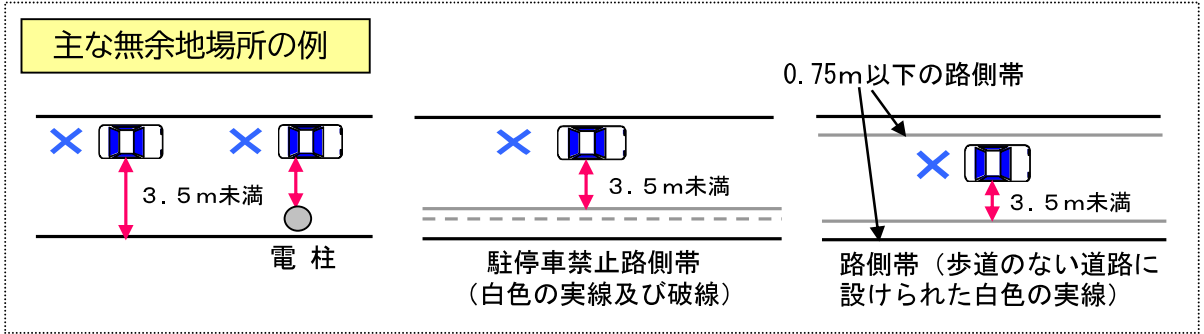 主な無余地場所の例
3.5m未満
電 柱
3.5m未満
駐停車禁止路側帯
(白色の実線及び破線)
0.75m以下の路側帯
3.5m未満
路側帯(歩道のない道路に
設けられた白色の実線)